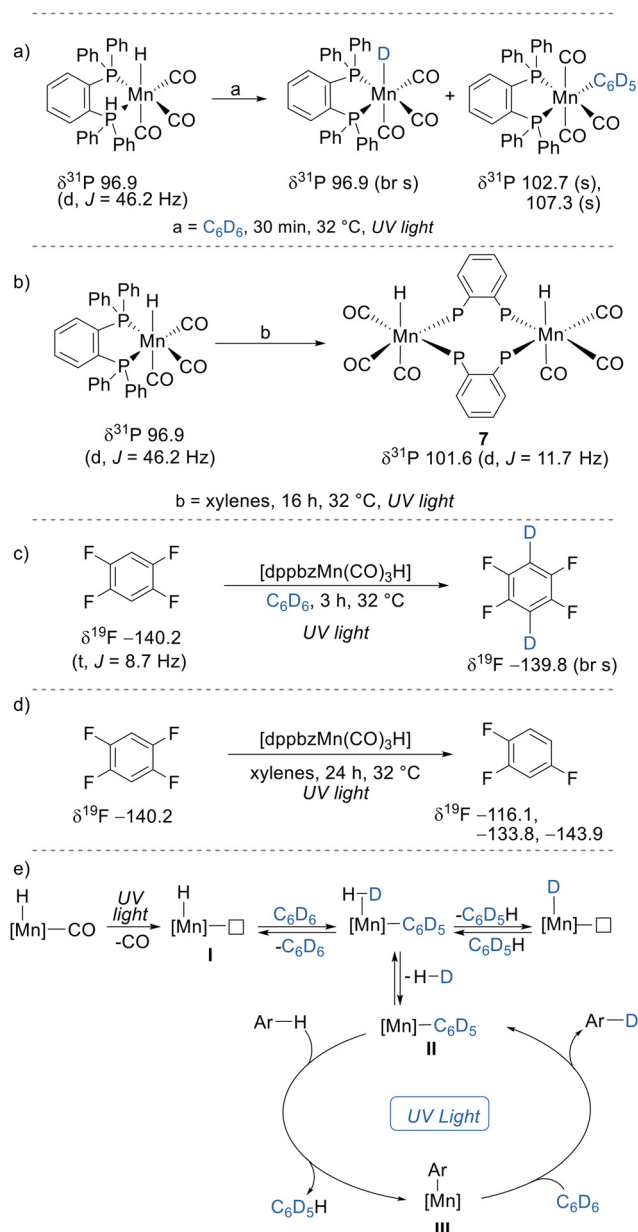 a)
Ph Ph H
P Mn CO
H
P CO
Ph Ph CO
δ31P 96.9
(d, J = 46.2 Hz)
a
Ph Ph D
P Mn CO
P CO
Ph Ph CO
δ31P 96.9 (br s)
+
Ph Ph CO
P Mn C6D5
P CO
Ph Ph CO
δ31P 102.7 (s),
107.3 (s)
a = C6D6, 30 min, 32 °C, UV light
b)
Ph Ph H
P Mn CO
P CO
Ph Ph CO
δ31P 96.9
(d, J = 46.2 Hz)
b
H P P H
OC Mn Mn CO
OC P P CO
CO CO
7
δ31P 101.6 (d, J = 11.7 Hz)
b = xylenes, 16 h, 32 °C, UV light
c)
F F
F F
δ19F −140.2
(t, J = 8.7 Hz)
[dppbzMn(CO)3H]
C6D6, 3 h, 32 °C
UV light
D
F F
F F
D
δ19F −139.8 (br s)
d)
F F
F F
δ19F −140.2
[dppbzMn(CO)3H]
xylenes, 24 h, 32 °C
UV light
F
F F
δ19F −116.1,
−133.8, −143.9
e)
H
[Mn] CO
UV
light
-CO
H
[Mn]
I
C6D6
-C6D6
H D
[Mn] C6D5
-C6D5H
C6D5H
D
[Mn]
- H-D
Ar-H
[Mn]-C6D5
II
Ar-D
UV Light
C6D5H
Ar
[Mn]
III
C6D6